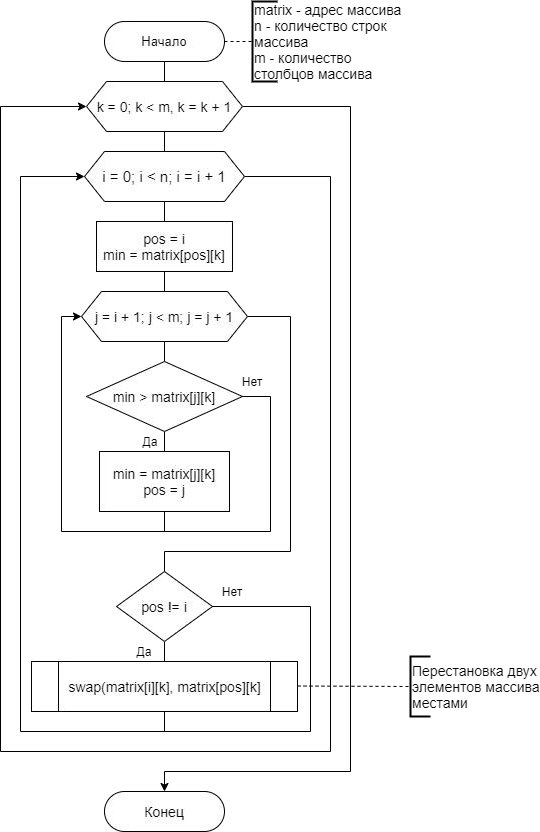 matrix - адрес массива
n - количество строк
массива
m - количество
столбцов массива
Начало
k = 0; k < m, k = k + 1
i = 0; i < n; i = i + 1
pos = i
min = matrix[pos][k]
j = i + 1; j < m; j = j + 1
min > matrix[j][k]
Нет
Да
min = matrix[j][k]
pos = j
pos != i
Нет
Да
swap(matrix[i][k], matrix[pos][k]
Перестановка двух
элементов массива
местами
Конец